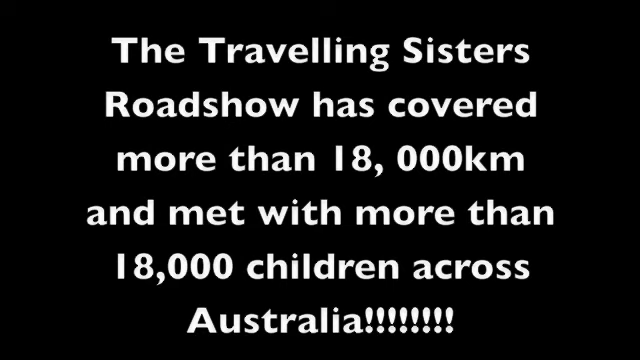 The Travelling Sisters
Roadshow has covered
more than 18, 000km
and met with more than
18,000 children across
Australia!!!!!!!!!